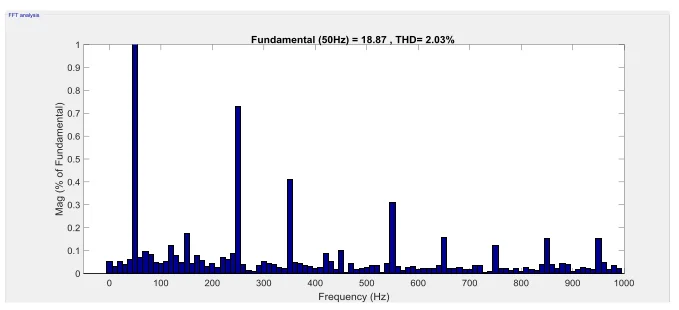 FFT analysis
Fundamental (50Hz) = 18.87 , THD= 2.03%
1
0.9
0.8
0.7
0.6
0.5
0.4
0.3
0.2
0.1
0
Mag (% of Fundamental)
0 100 200 300 400 500 600 700 800 900 1000
Frequency (Hz)